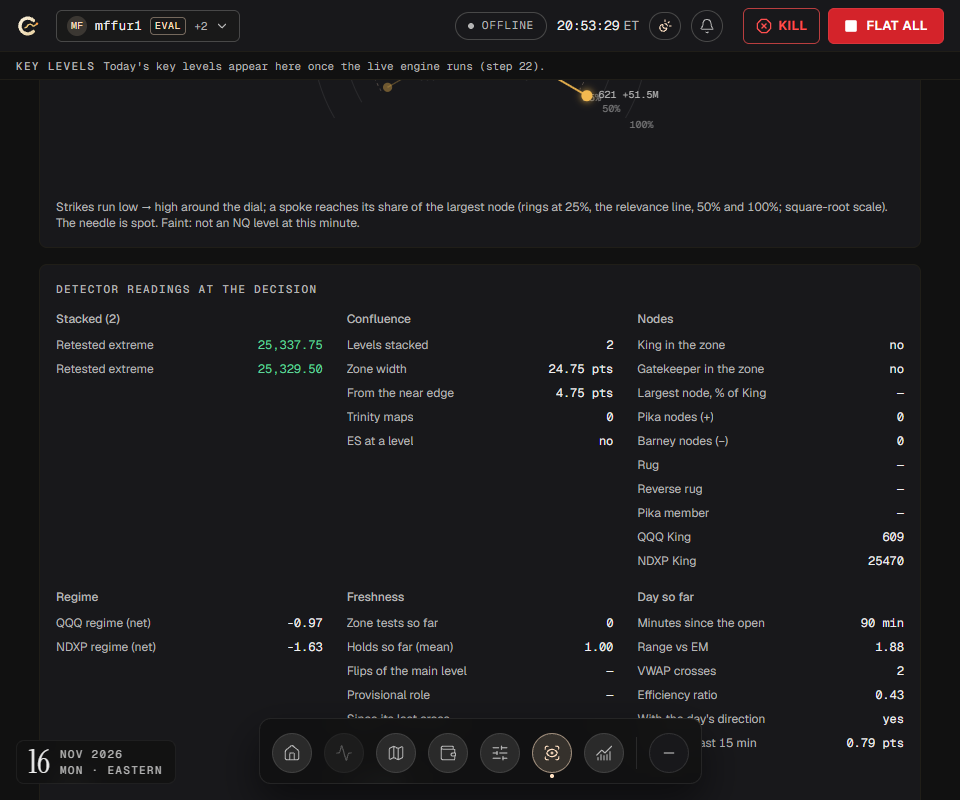 MF mffur1 EVAL +2
OFFLINE
20:53:29 ET
KILL
FLAT ALL
KEY LEVELS Today's key levels appear here once the live engine runs (step 22).
621 +51.5M
50%
100%
Strikes run low → high around the dial; a spoke reaches its share of the largest node (rings at 25%, the relevance line, 50% and 100%; square-root scale).
The needle is spot. Faint: not an NQ level at this minute.
DETECTOR READINGS AT THE DECISION
Stacked (2)
Retested extreme 25,337.75
Retested extreme 25,329.50
Confluence
Levels stacked 2
Zone width 24.75 pts
From the near edge 4.75 pts
Trinity maps 0
ES at a level no
Nodes
King in the zone no
Gatekeeper in the zone no
Largest node, % of King –
Pika nodes (+) 0
Barney nodes (–) 0
Rug –
Reverse rug –
Pika member –
QQQ King 609
NDXP King 25470
Regime
QQQ regime (net) -0.97
NDXP regime (net) -1.63
Freshness
Zone tests so far 0
Holds so far (mean) 1.00
Flips of the main level –
Provisional role –
Day so far
Minutes since the open 90 min
Range vs EM 1.88
VWAP crosses 2
Efficiency ratio 0.43
With the day's direction yes
ast 15 min 0.79 pts
16 NOV 2026
MON · EASTERN